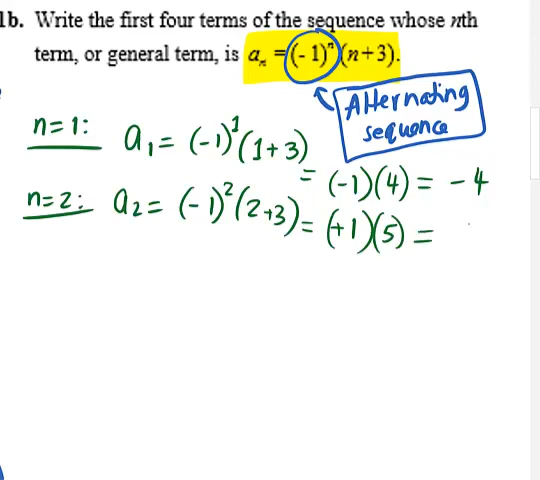 1b. Write the first four terms of the sequence whose nth
term, or general term, is aₙ = (-1)ⁿ(n+3).
Alternating
sequence
n=1: a₁ = (-1)¹(1+3)
= (-1)(4) = -4
n=2: a₂ = (-1)²(2+3) = (+1)(5) =